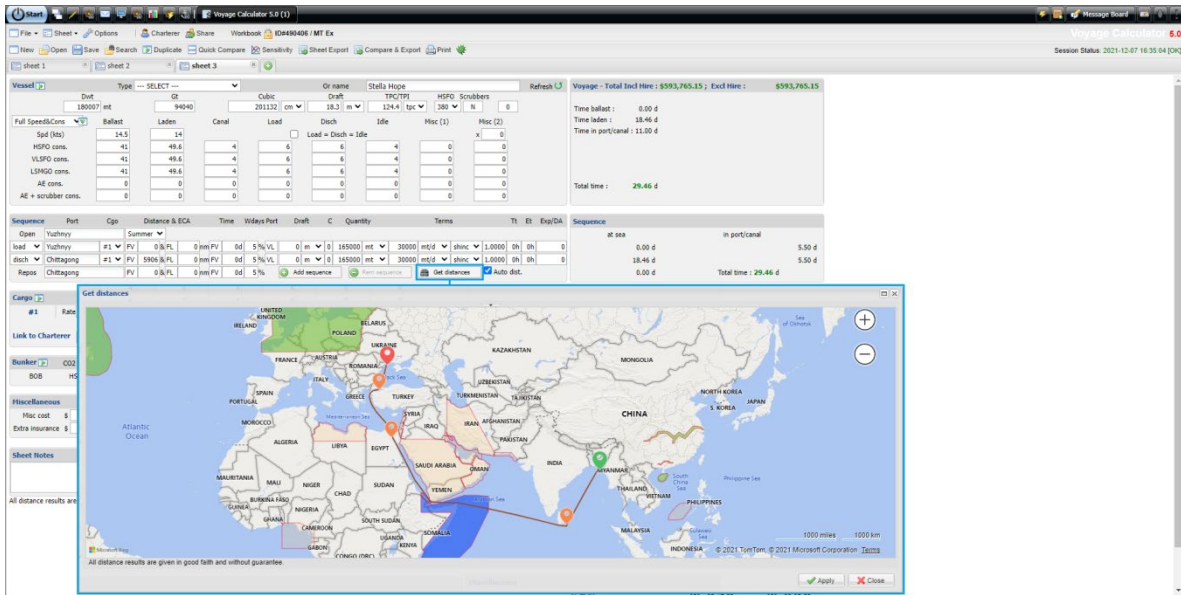 Start Voyage Calculator 5.0 (1) Message Board
File Sheet Options Charterer Share Workbook ID#490406 / MT Ex Voyage Calculator 5.0
New Open Save Search Duplicate Quick Compare Sensitivity Sheet Export Compare & Export Print Session Status: 2021-12-07 16:35:04 [OK]
sheet 1 sheet 2 sheet 3
Vessel Type --- SELECT --- Or name Stella Hope Refresh
Dwt Gt Cubic Draft TPC/TPI HSFO Scrubbers
180007 mt 94040 201132 cm 18.3 m 124.4 tpc 380 N 0
Full Speed&Cons Ballast Laden Canal Load Disch Idle Misc (1) Misc (2)
Spd (kts) 14.5 14 Load = Disch = Idle x 0
HSFO cons. 41 49.6 4 6 6 4 0 0
VLSFO cons. 41 49.6 4 6 6 4 0 0
LSMGO cons. 41 49.6 4 6 6 4 0 0
AE cons. 0 0 0 0 0 0 0 0
AE + scrubber cons. 0 0 0 0 0 0 0 0
Voyage - Total Incl Hire : $593,765.15 ; Excl Hire : $593,765.15
Time ballast : 0.00 d
Time laden : 18.46 d
Time in port/canal : 11.00 d
Total time : 29.46 d
Sequence Port Cgo Distance & ECA Time Wdays Port Draft C Quantity Terms Tt Et Exp/DA
Open Yuzhnyy Summer
load Yuzhnyy #1 FV 0 & FL 0 nm FV 0d 5 % VL 0 m 0 165000 mt 30000 mt/d shinc 1.0000 0h 0h 0
disch Chittagong #1 FV 5906 & FL 0 nm FV 0d 5 % VL 0 m 0 165000 mt 30000 mt/d shinc 1.0000 0h 0h 0
Repos Chittagong FV 0 & FL 0 nm FV 0d 5 % Add sequence Rem sequence Get distances Auto dist.
Sequence
at sea in port/canal
0.00 d 5.50 d
18.46 d 5.50 d
0.00 d Total time : 29.46 d
Cargo
#1 Rate
Link to Charterer
Bunker CO2
BOB HS
Miscellaneous
Misc cost $
Extra insurance $
Sheet Notes
All distance results are
Get distances
UNITED KINGDOM
IRELAND
BELARUS
POLAND
UKRAINE
KAZAKHSTAN
Sea of Okhotsk
FRANCE
AUSTRIA
ROMANIA
MONGOLIA
ITALY
Black Sea
UZBEKISTAN
SPAIN
PORTUGAL
GREECE
TURKEY
TURKMENISTAN
TAJIKISTAN
NORTH KOREA
S. KOREA
JAPAN
CHINA
Mediterranean Sea
SYRIA
IRAQ
IRAN
AFGHANISTAN
Atlantic Ocean
MOROCCO
PAKISTAN
ALGERIA
LIBYA
EGYPT
SAUDI ARABIA
OMAN
INDIA
MYANMAR
MAURITANIA
MALI
NIGER
CHAD
SUDAN
YEMEN
Arabian Sea
THAILAND
South China Sea
VIETNAM
Philippine Sea
PHILIPPINES
BURKINA FASO
GUINEA
NIGERIA
GHANA
CAMEROON
SOUTH SUDAN
SOMALIA
UGANDA
KENYA
MALAYSIA
GABON
CONGO (DRC)
INDONESIA
1000 miles 1000 km
Microsoft Bing
© 2021 TomTom, © 2021 Microsoft Corporation Terms
All distance results are given in good faith and without guarantee.
Apply Close